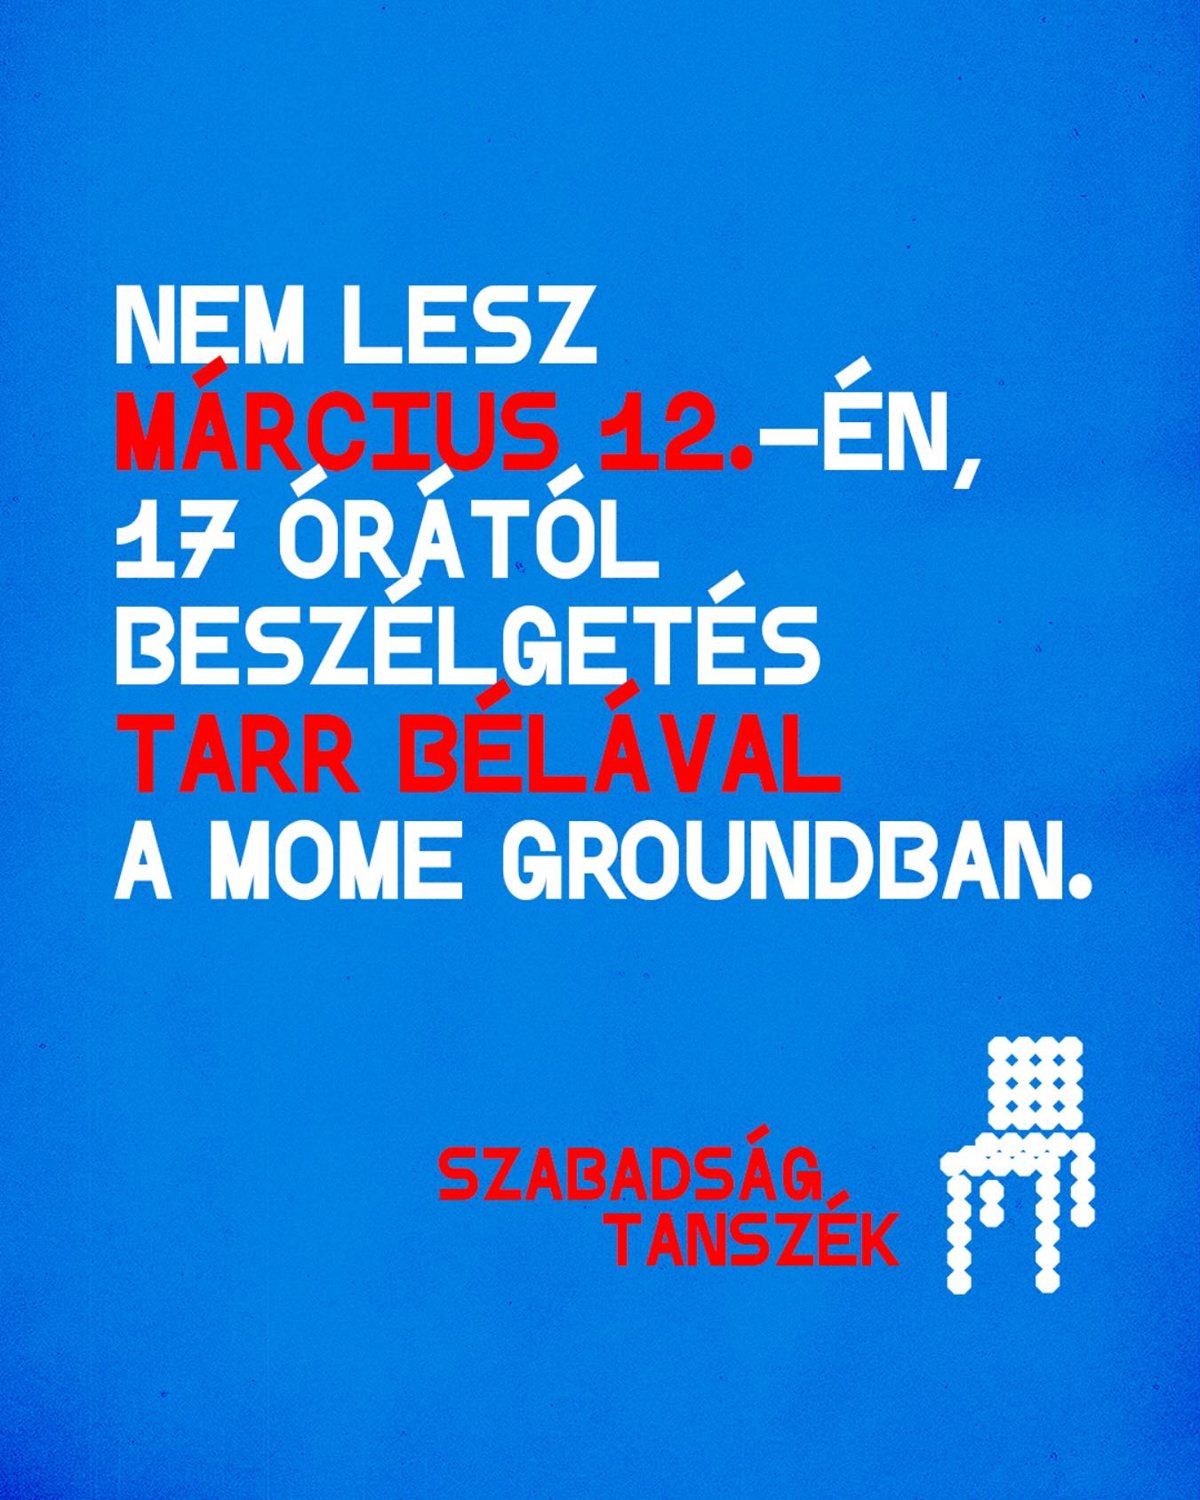 NEM LESZ
MÁRCIUS 12.-ÉN,
17 ÓRÁTÓL
BESZÉLGETÉS
TARR BÉLÁVAL
A MOME GROUNDBAN.
SZABADSÁG
TANSZÉK